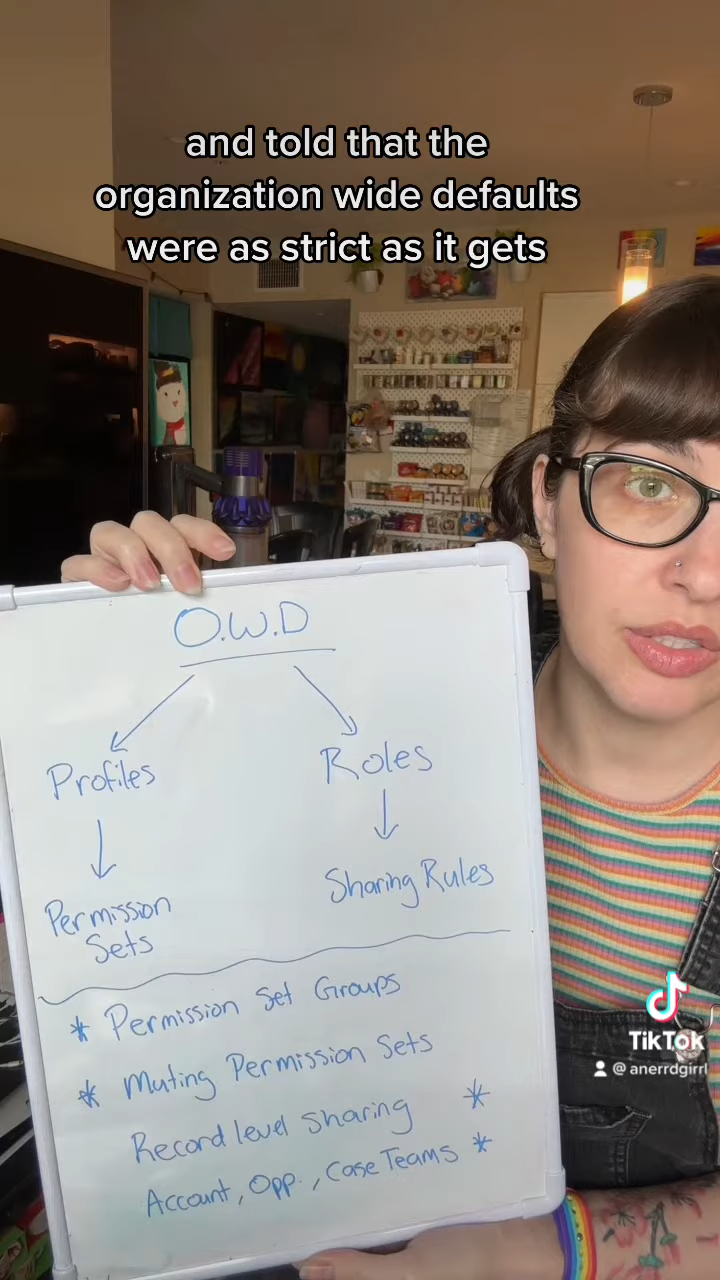 and told that the
organization wide defaults
were as strict as it gets
O.W.D
Profiles
Roles
Permission
Sets
Sharing Rules
* Permission Set Groups
* Muting Permission Sets
Record level sharing *
Account, Opp., Case Teams *
TikTok
@anerrdgirrl